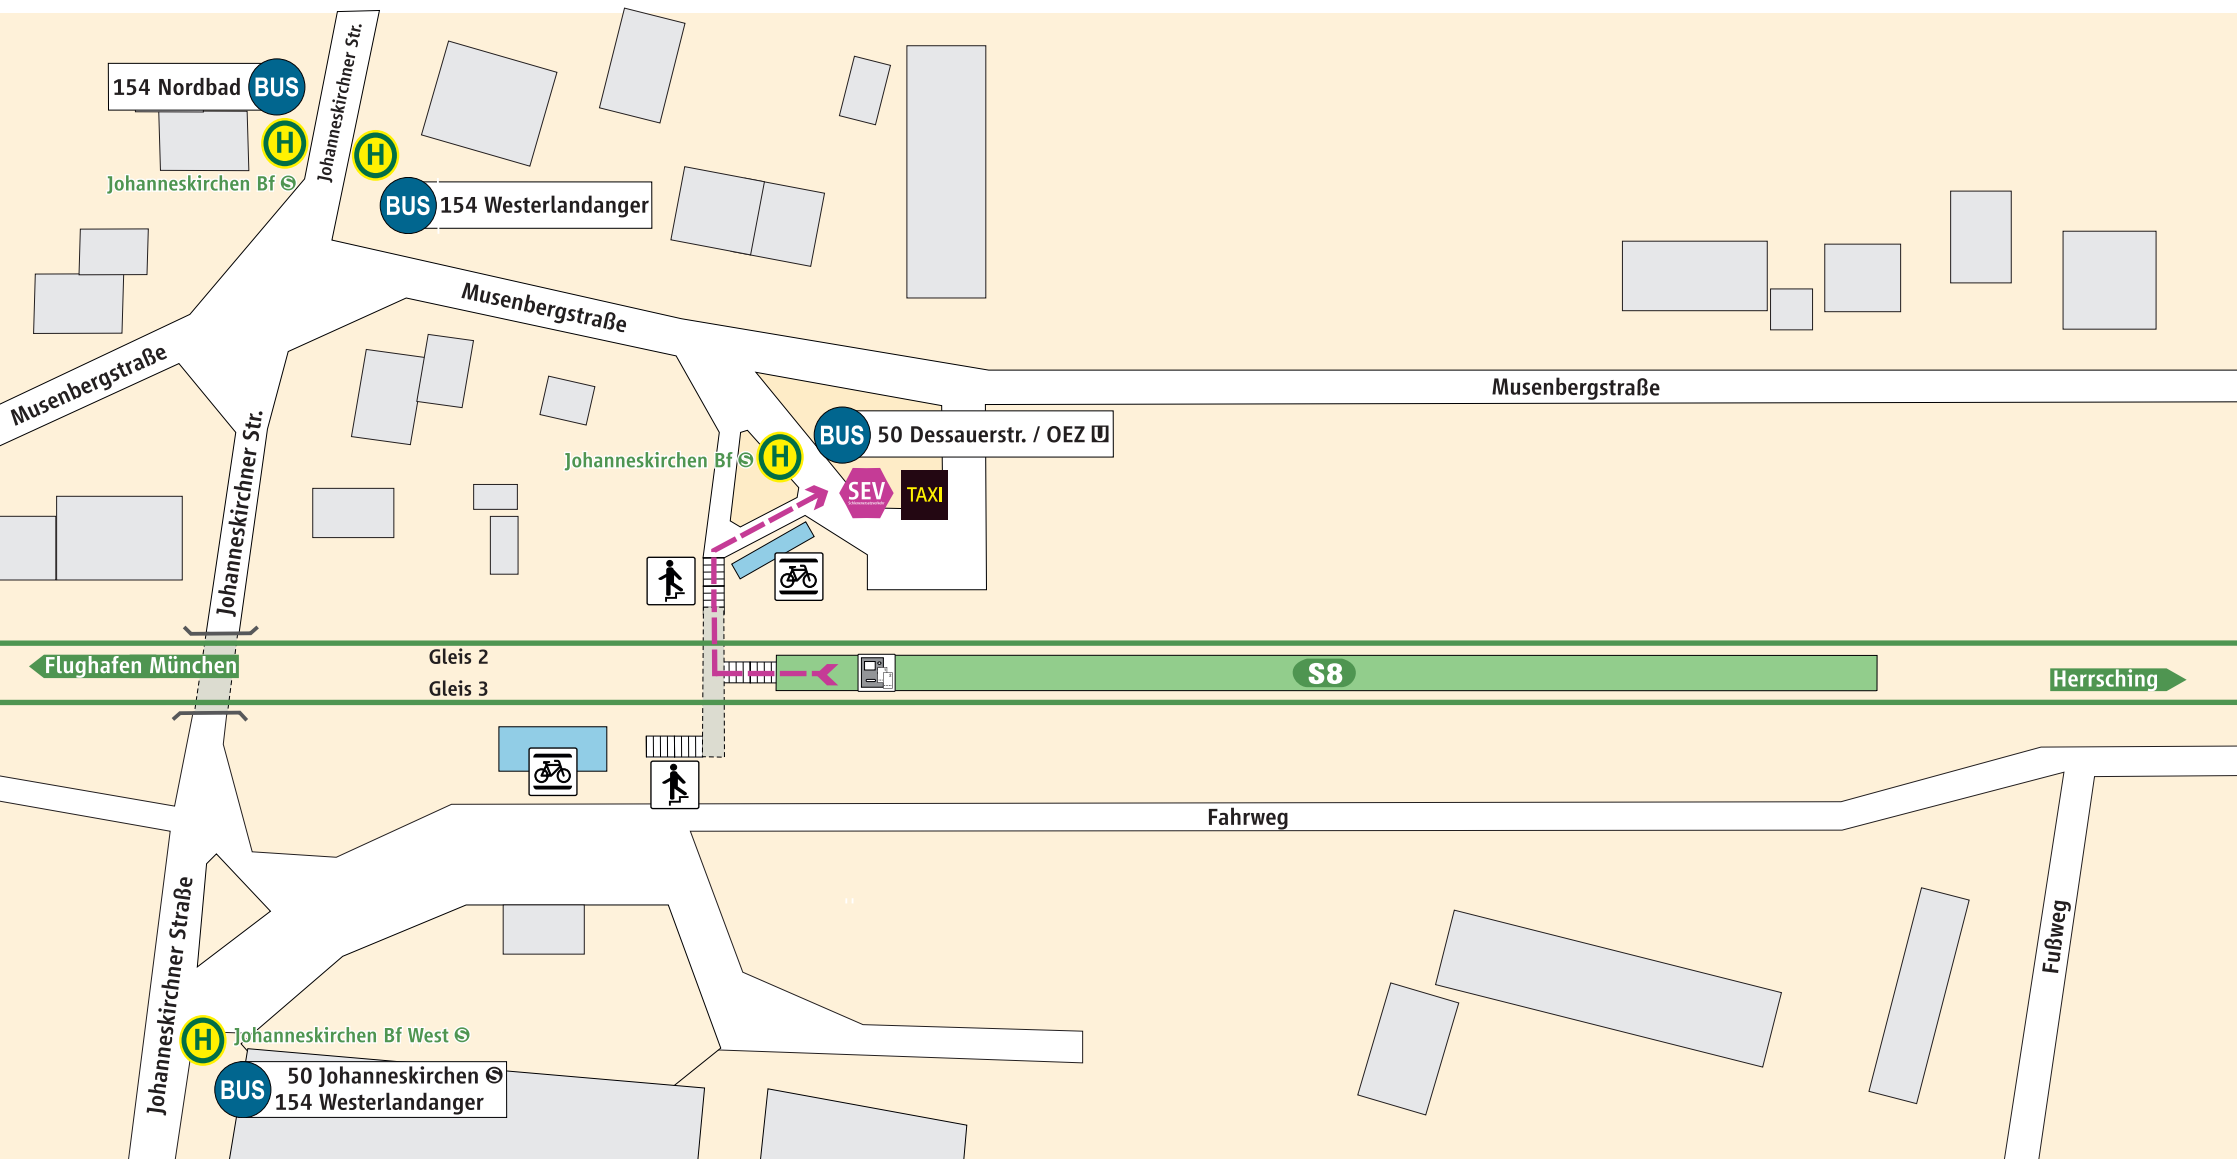 Johanneskirchner Str.
154 Nordbad BUS
H
H
Johanneskirchen Bf S
BUS 154 Westerlandanger
Musenbergstraße
Musenbergstraße
Musenbergstraße
Johanneskirchner Str.
BUS 50 Dessauerstr. / OEZ U
Johanneskirchen Bf S
H
SEV
TAXI
Flughafen München
Gleis 2
Gleis 3
S8
Herrsching
Fahrweg
Johanneskirchner Straße
Fußweg
H
Johanneskirchen Bf West S
BUS
50 Johanneskirchen S
154 Westerlandanger